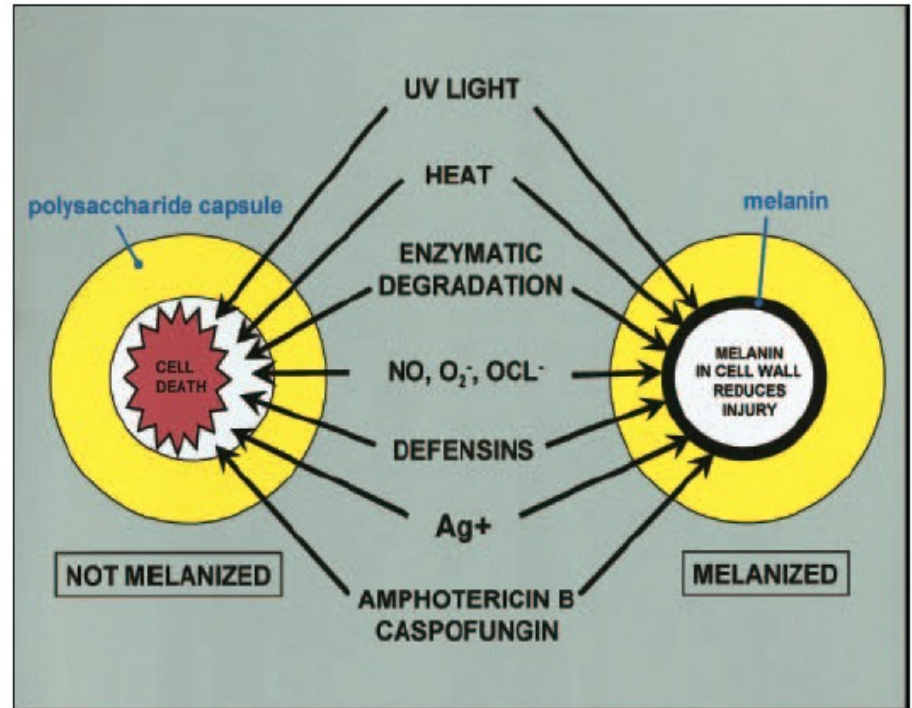 UV LIGHT
HEAT
polysaccharide capsule
melanin
ENZYMATIC
DEGRADATION
CELL
DEATH
NO, O₂⁻, OCL⁻
MELANIN
IN CELL WALL
REDUCES
INJURY
DEFENSINS
Ag+
NOT MELANIZED
MELANIZED
AMPHOTERICIN B
CASPOFUNGIN